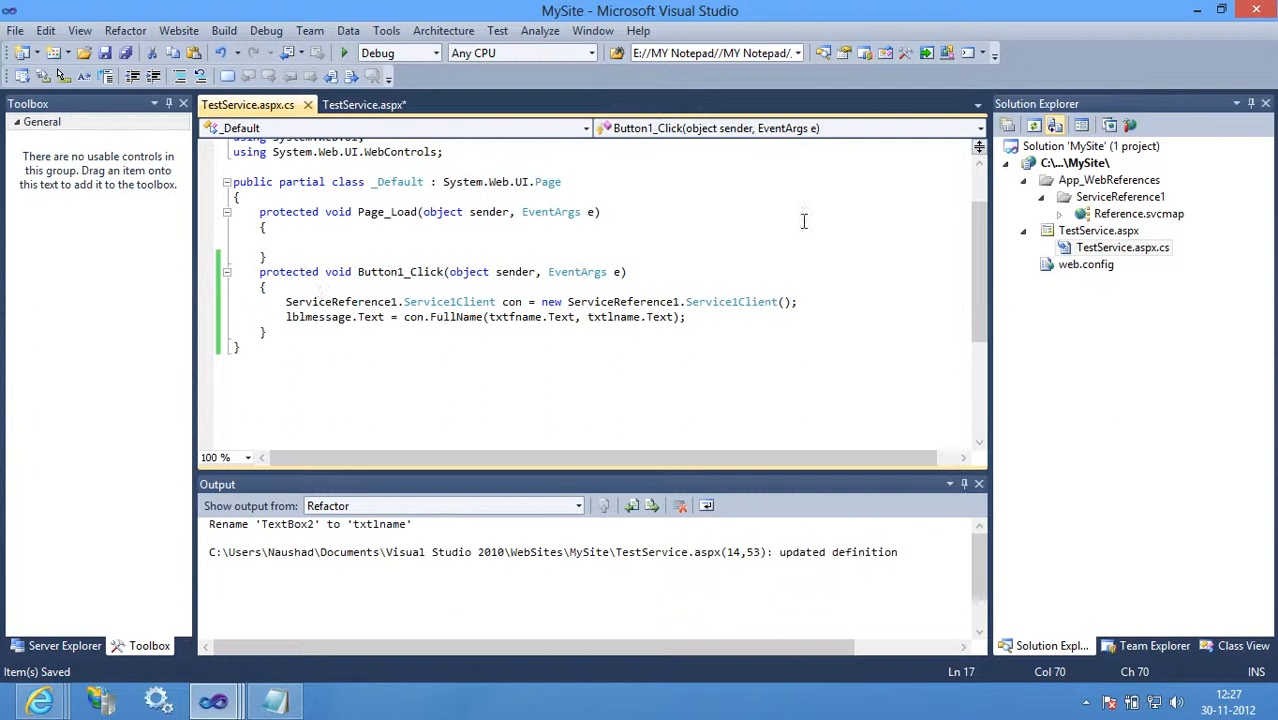 MySite - Microsoft Visual Studio
File Edit View Refactor Website Build Debug Team Data Tools Architecture Test Analyze Window Help
Debug Any CPU E://MY Notepad//MY Notepad/.
Toolbox
General
There are no usable controls in
this group. Drag an item onto
this text to add it to the toolbox.
Server Explorer Toolbox
TestService.aspx.cs TestService.aspx*
_Default Button1_Click(object sender, EventArgs e)
using System.Web.UI;
using System.Web.UI.WebControls;
public partial class _Default : System.Web.UI.Page
{
protected void Page_Load(object sender, EventArgs e)
{
}
protected void Button1_Click(object sender, EventArgs e)
{
ServiceReference1.Service1Client con = new ServiceReference1.Service1Client();
lblmessage.Text = con.FullName(txtfname.Text, txtlname.Text);
}
}
100 %
Output
Show output from: Refactor
Rename 'TextBox2' to 'txtlname'
C:\Users\Naushad\Documents\Visual Studio 2010\WebSites\MySite\TestService.aspx(14,53): updated definition
Solution Explorer
Solution 'MySite' (1 project)
C:\...\MySite\
App_WebReferences
ServiceReference1
Reference.svcmap
TestService.aspx
TestService.aspx.cs
web.config
Solution Expl... Team Explorer Class View
Item(s) Saved Ln 17 Col 70 Ch 70 INS
12:27
30-11-2012